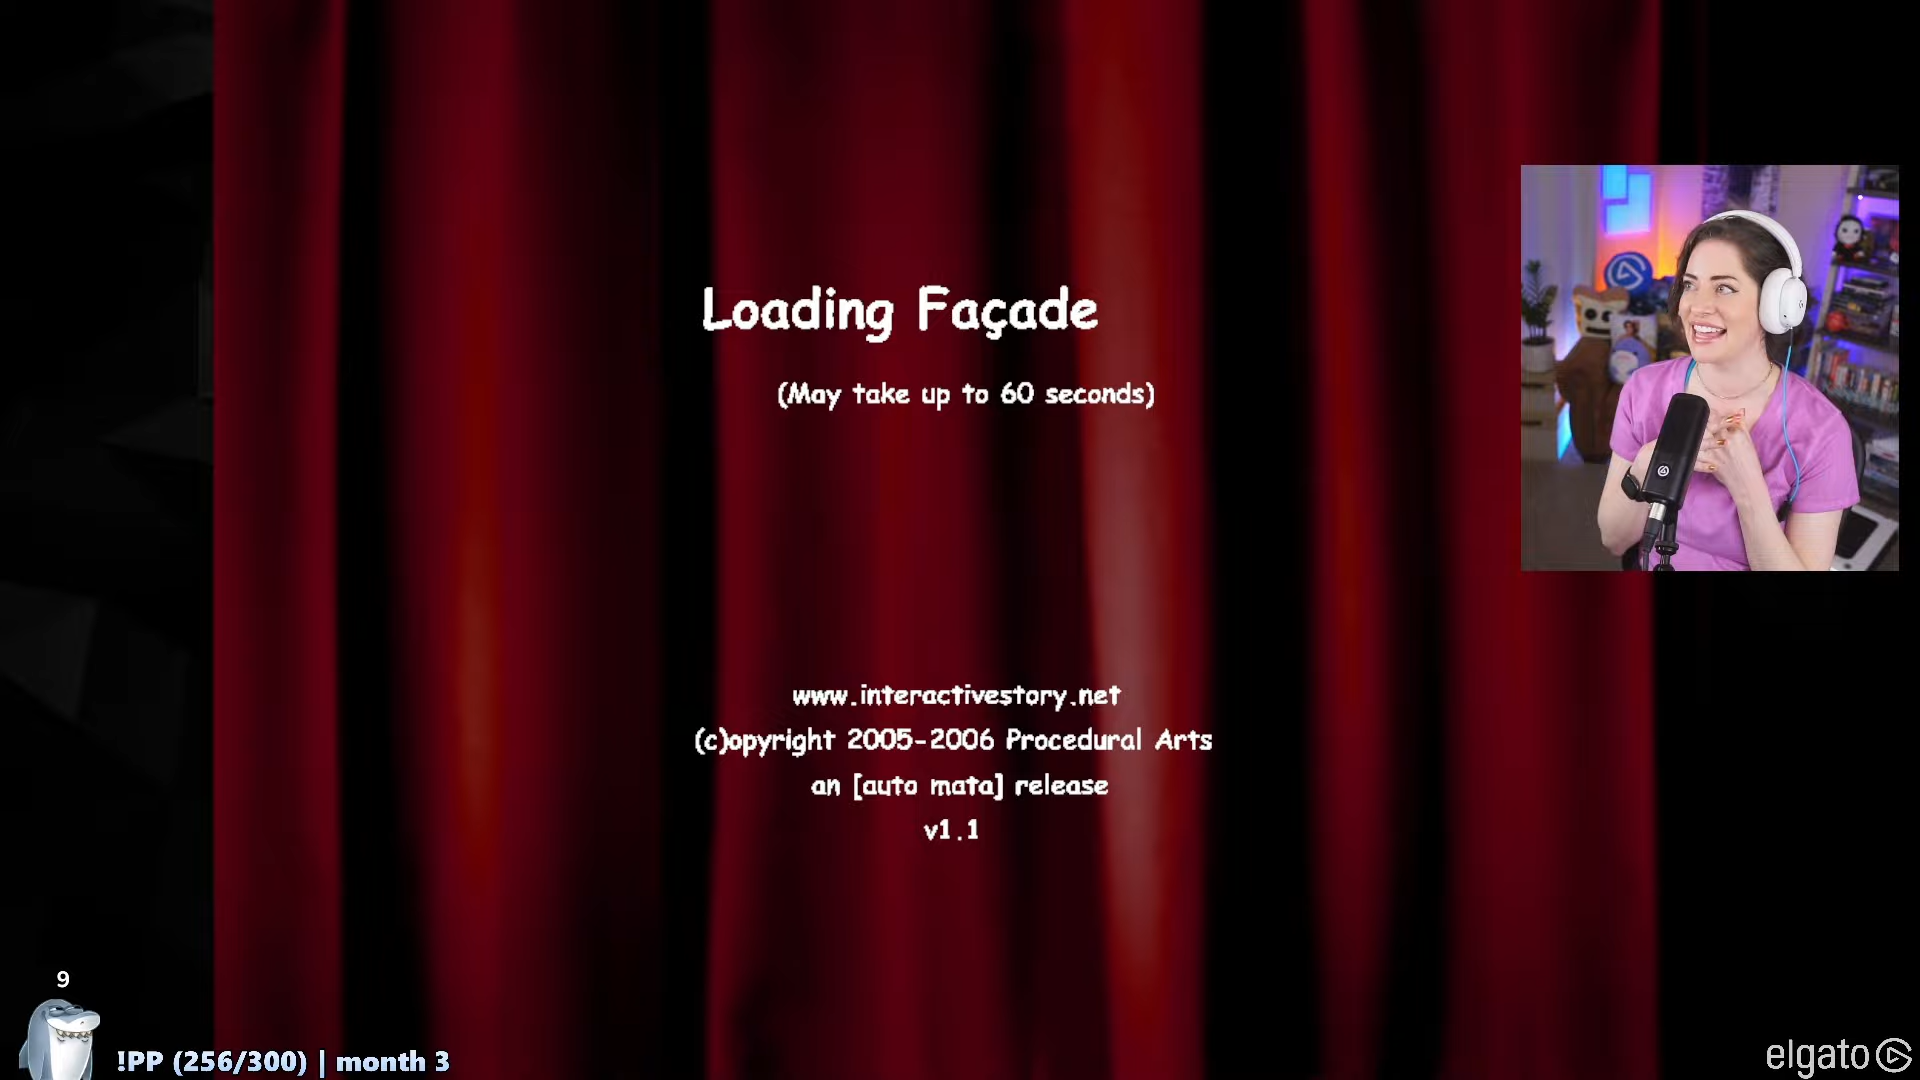 Loading Façade
(May take up to 60 seconds)
www.interactivestory.net
(c)opyright 2005-2006 Procedural Arts
an [auto mata] release
v1.1
9
!PP (256/300) | month 3
elgato